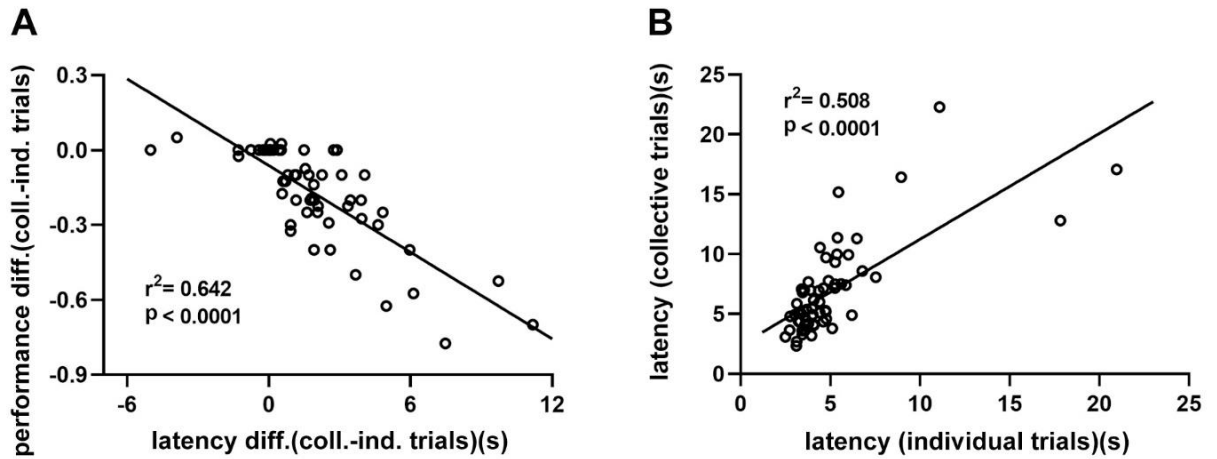 A
performance diff.(coll.-ind. trials)
0.3
0.0
-0.3
-0.6
-0.9
r²= 0.642
p < 0.0001
-6
0
6
12
latency diff.(coll.-ind. trials)(s)
B
latency (collective trials)(s)
25
20
15
10
5
0
r²= 0.508
p < 0.0001
0
5
10
15
20
25
latency (individual trials)(s)